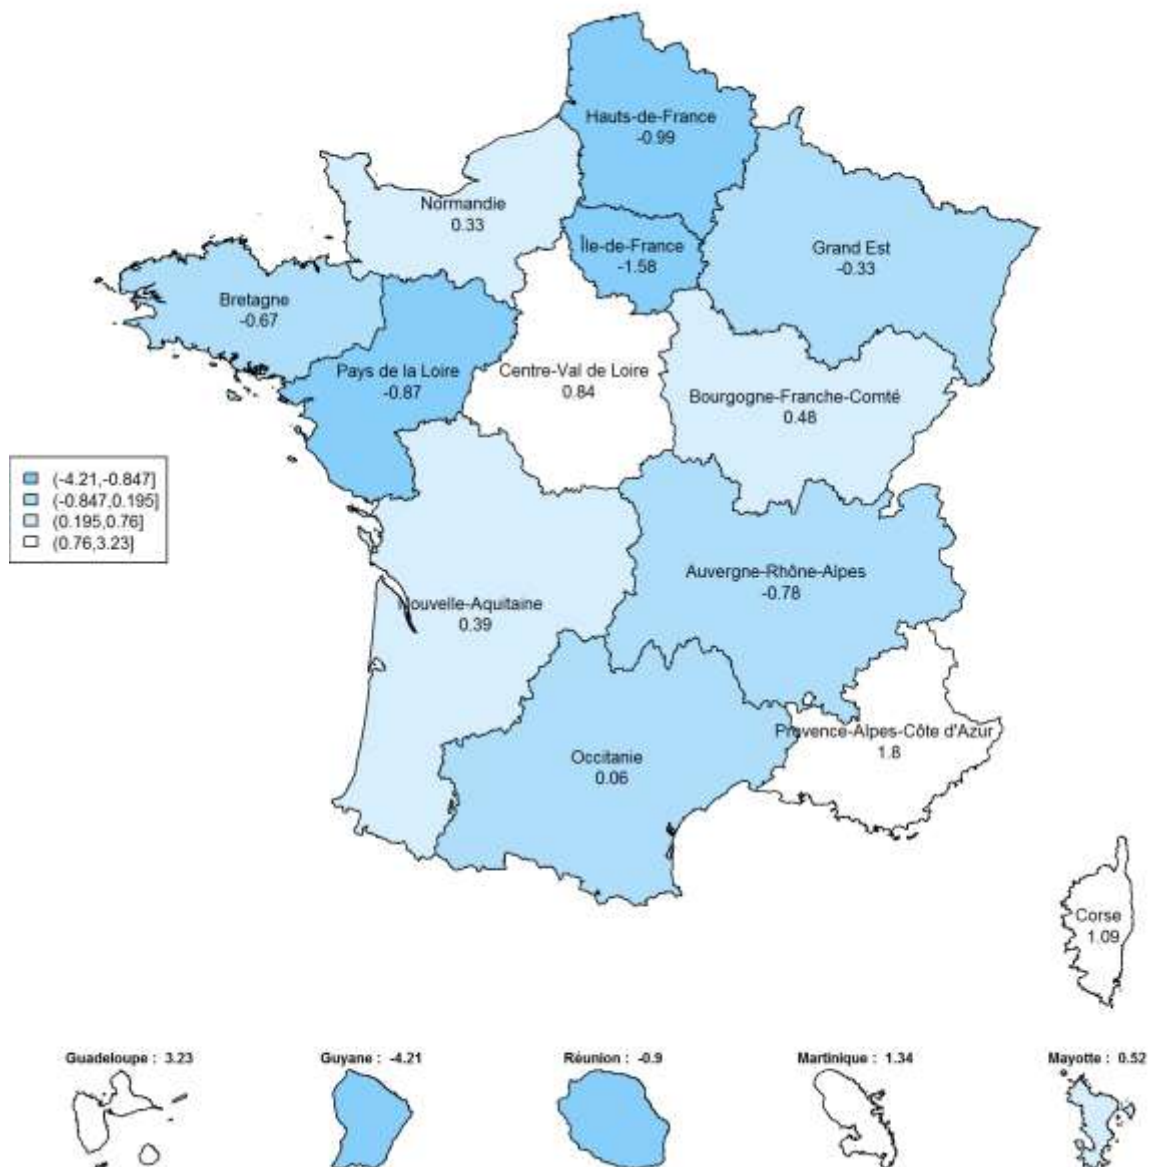 Hauts-de-France
-0.99
Normandie
0.33
Île-de-France
-1.58
Grand Est
-0.33
Bretagne
-0.67
Pays de la Loire
-0.87
Centre-Val de Loire
0.84
Bourgogne-Franche-Comté
0.48
(-4.21,-0.847]
(-0.847,0.195]
(0.195,0.76]
(0.76,3.23]
Auvergne-Rhône-Alpes
-0.78
Nouvelle-Aquitaine
0.39
Provence-Alpes-Côte d'Azur
1.8
Occitanie
0.06
Corse
1.09
Guadeloupe : 3.23
Guyane : -4.21
Réunion : -0.9
Martinique : 1.34
Mayotte : 0.52